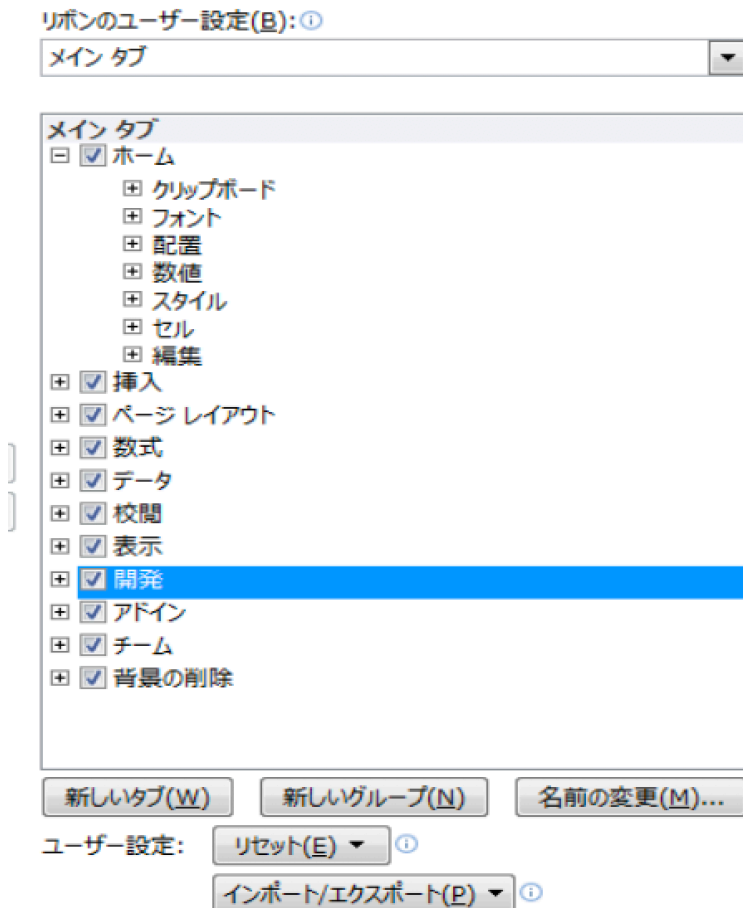 リボンのユーザー設定(B):
メイン タブ
メイン タブ
ホーム
クリップボード
フォント
配置
数値
スタイル
セル
編集
挿入
ページ レイアウト
数式
データ
校閲
表示
開発
アドイン
チーム
背景の削除
新しいタブ(W) 新しいグループ(N) 名前の変更(M)...
ユーザー設定: リセット(E)
インポート/エクスポート(P)